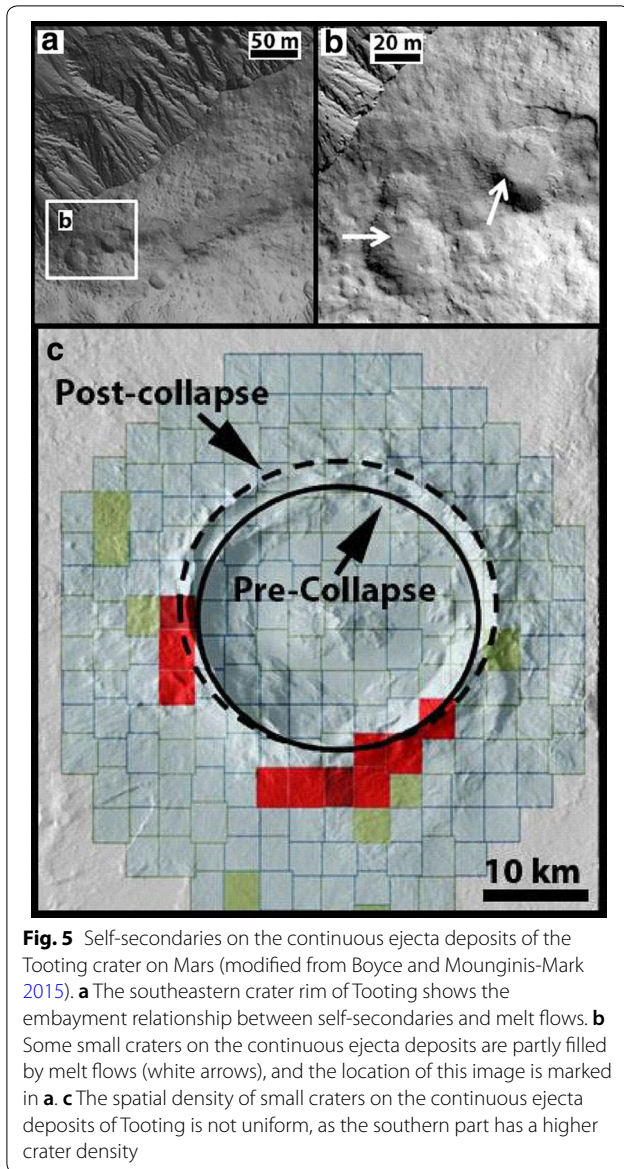 a
50 m
b
b
20 m
c
Post-collapse
Pre-Collapse
10 km
Fig. 5 Self-secondaries on the continuous ejecta deposits of the
Tooting crater on Mars (modified from Boyce and Mounginis-Mark
2015). a The southeastern crater rim of Tooting shows the
embayment relationship between self-secondaries and melt flows. b
Some small craters on the continuous ejecta deposits are partly filled
by melt flows (white arrows), and the location of this image is marked
in a. c The spatial density of small craters on the continuous ejecta
deposits of Tooting is not uniform, as the southern part has a higher
crater density